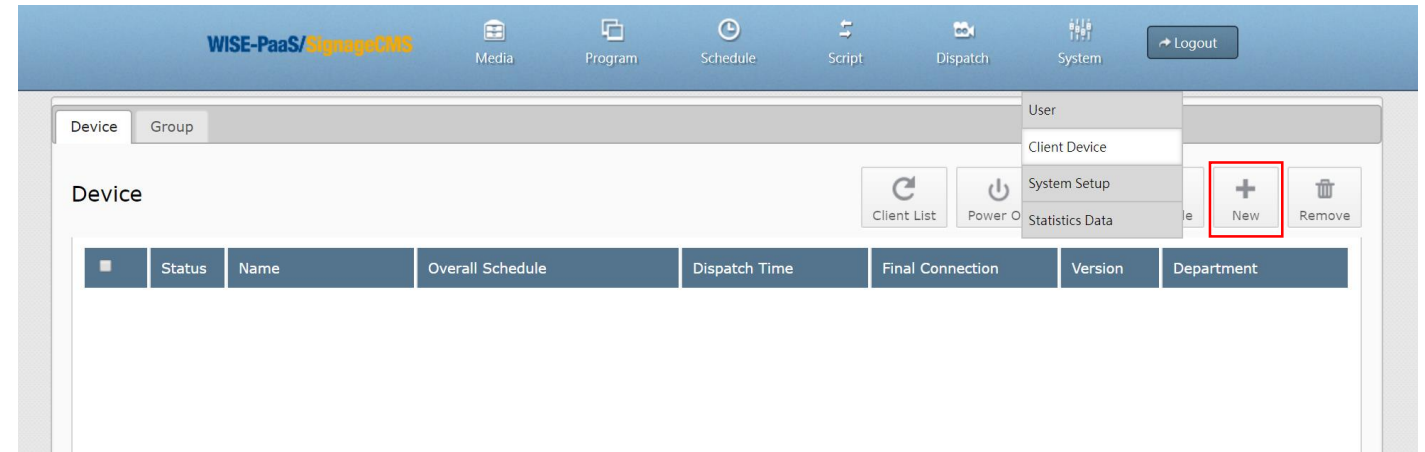 WISE-PaaS/SignageCMS
Media Program Schedule Script Dispatch System Logout
User
Client Device
System Setup
Statistics Data
Device Group
Device
Client List Power O le New Remove
Status Name Overall Schedule Dispatch Time Final Connection Version Department